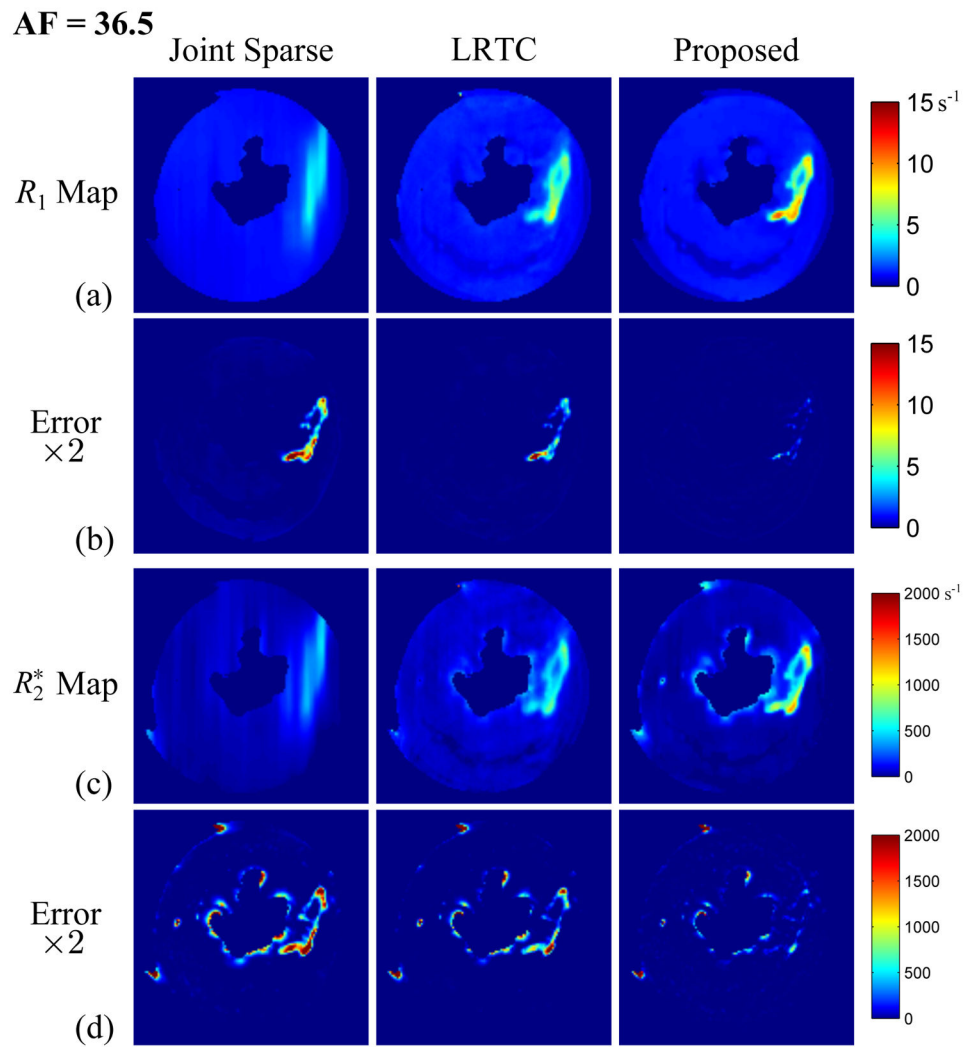 AF = 36.5
Joint Sparse LRTC Proposed
R₁ Map
(a)
15 s⁻¹
10
5
0
Error
×2
(b)
15
10
5
0
R₂* Map
(c)
2000 s⁻¹
1500
1000
500
0
Error
×2
(d)
2000
1500
1000
500
0